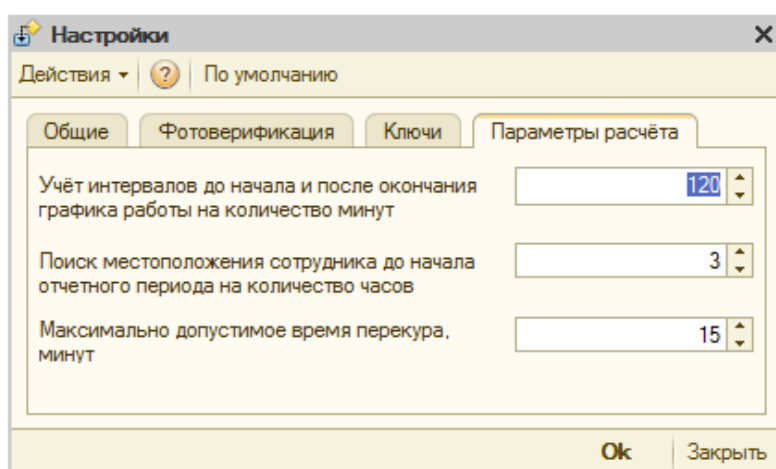 Настройки
Действия ? По умолчанию
Общие Фотоверификация Ключи Параметры расчёта
Учёт интервалов до начала и после окончания
графика работы на количество минут
120
Поиск местоположения сотрудника до начала
отчетного периода на количество часов
3
Максимально допустимое время перекура,
минут
15
Ok Закрыть